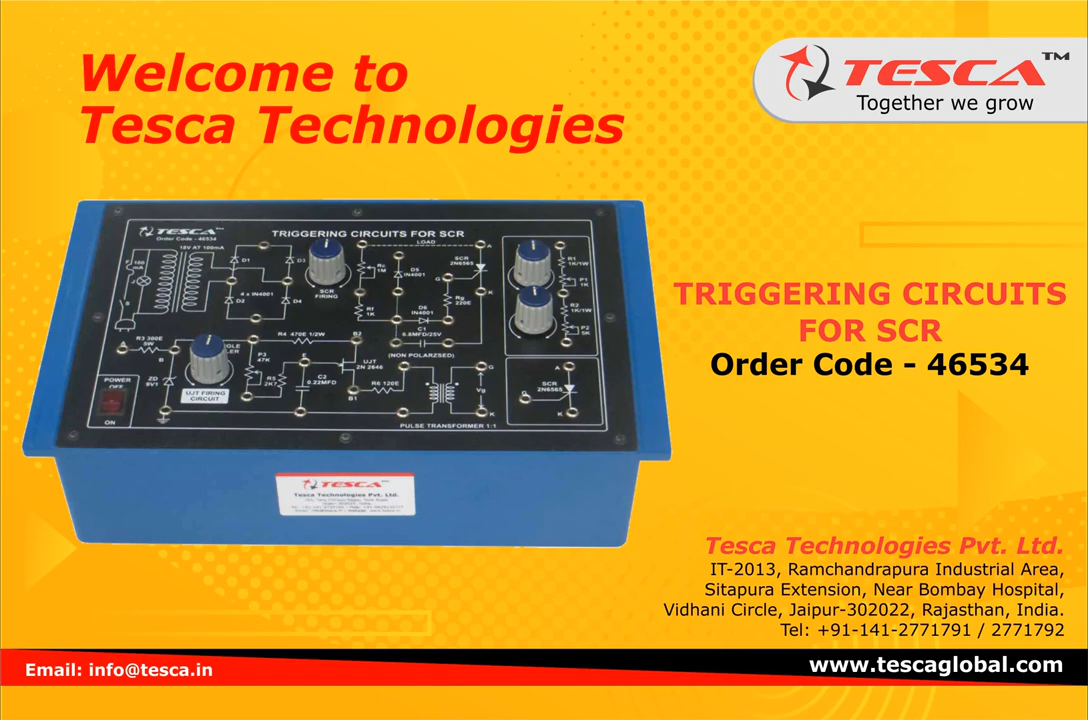 Welcome to
Tesca Technologies
TESCA™
Together we grow
TESCA
Order Code - 46534
TRIGGERING CIRCUITS FOR SCR
18V AT 100mA
LOAD
F
100
mA
J
S
D1
D3
D2
D4
4 x IN4001
SCR
FIRING
Rc
1M
Rf
1K
D5
IN4001
D6
IN4001
SCR
2N6565
A
G
K
Rg
220E
C1
6.8MFD/25V
(NON POLARZSED)
R1
1K/1W
P1
1K
R2
1K/1W
P2
5K
A
R3 300E
5W
B
ZD
9V1
UJT FIRING
CIRCUIT
R4 470E 1/2W
P3
47K
R5
2K7
E
C2
0.22MFD
B2
UJT
2N 2646
B1
R6 120E
G
Vg
K
PULSE TRANSFORMER 1:1
SCR
2N6565
A
G
K
POWER
OFF
ON
TESCA
Tesca Technologies Pvt. Ltd.
TRIGGERING CIRCUITS
FOR SCR
Order Code - 46534
Tesca Technologies Pvt. Ltd.
IT-2013, Ramchandrapura Industrial Area,
Sitapura Extension, Near Bombay Hospital,
Vidhani Circle, Jaipur-302022, Rajasthan, India.
Tel: +91-141-2771791 / 2771792
Email: info@tesca.in
www.tescaglobal.com